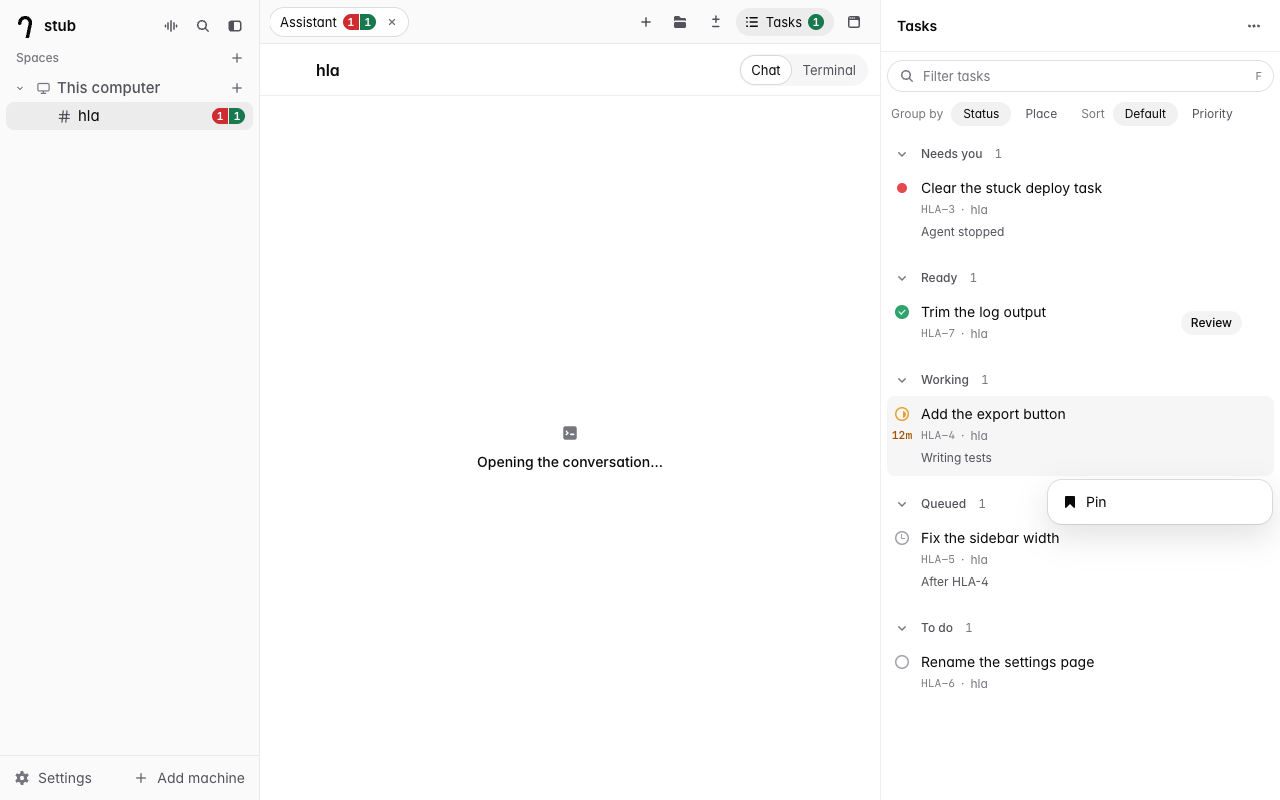 stub
Spaces
This computer
hla
1 1
Settings
Add machine
Assistant 1 1
Tasks 1
hla
Chat
Terminal
Opening the conversation...
Tasks
Filter tasks
F
Group by Status Place Sort Default Priority
Needs you 1
Clear the stuck deploy task
HLA-3 · hla
Agent stopped
Ready 1
Trim the log output
HLA-7 · hla
Review
Working 1
Add the export button
12m HLA-4 · hla
Writing tests
Queued 1
Pin
Fix the sidebar width
HLA-5 · hla
After HLA-4
To do 1
Rename the settings page
HLA-6 · hla